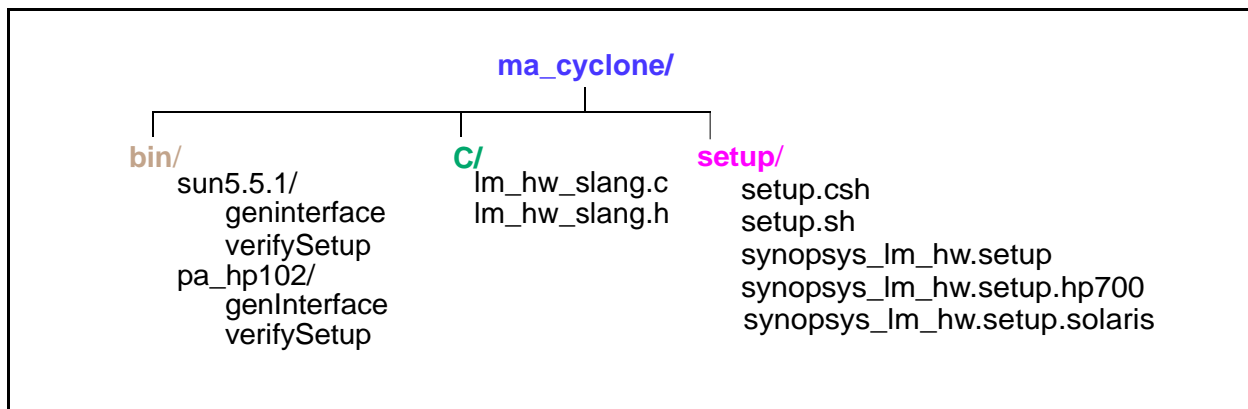 ma_cyclone/
bin/
sun5.5.1/
geninterface
verifySetup
pa_hp102/
genInterface
verifySetup
C/
lm_hw_slang.c
lm_hw_slang.h
setup/
setup.csh
setup.sh
synopsys_lm_hw.setup
synopsys_lm_hw.setup.hp700
synopsys_lm_hw.setup.solaris